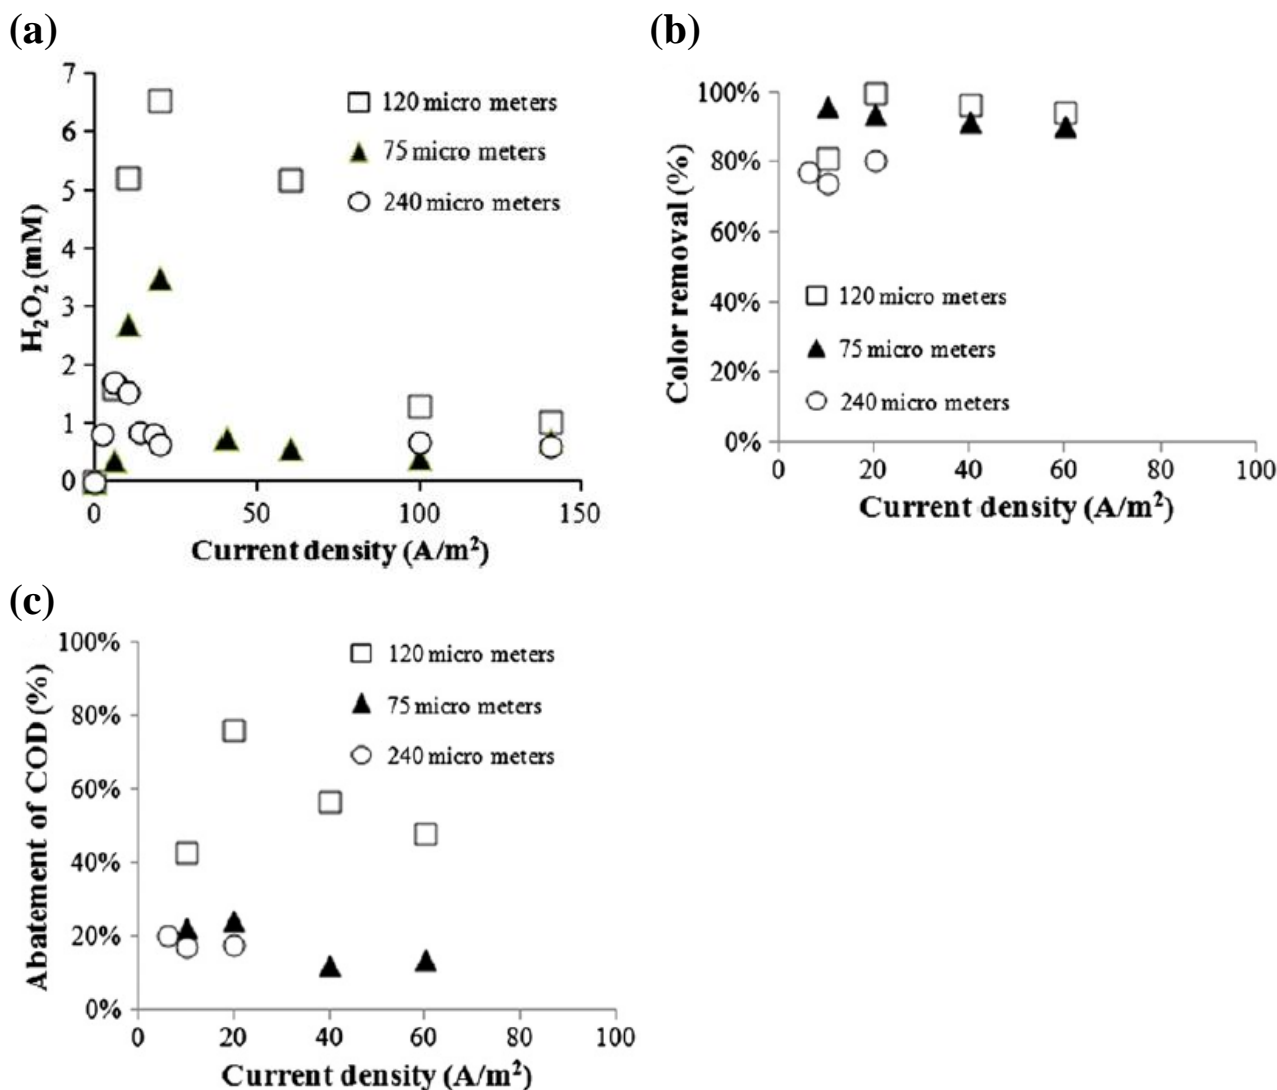 (a)
7
6
5
4
3
2
1
0
H₂O₂ (mM)
120 micro meters
75 micro meters
240 micro meters
0 50 100 150
Current density (A/m²)
(b)
100%
80%
60%
40%
20%
0%
Color removal (%)
120 micro meters
75 micro meters
240 micro meters
0 20 40 60 80 100
Current density (A/m²)
(c)
100%
80%
60%
40%
20%
0%
Abatement of COD (%)
120 micro meters
75 micro meters
240 micro meters
0 20 40 60 80 100
Current density (A/m²)